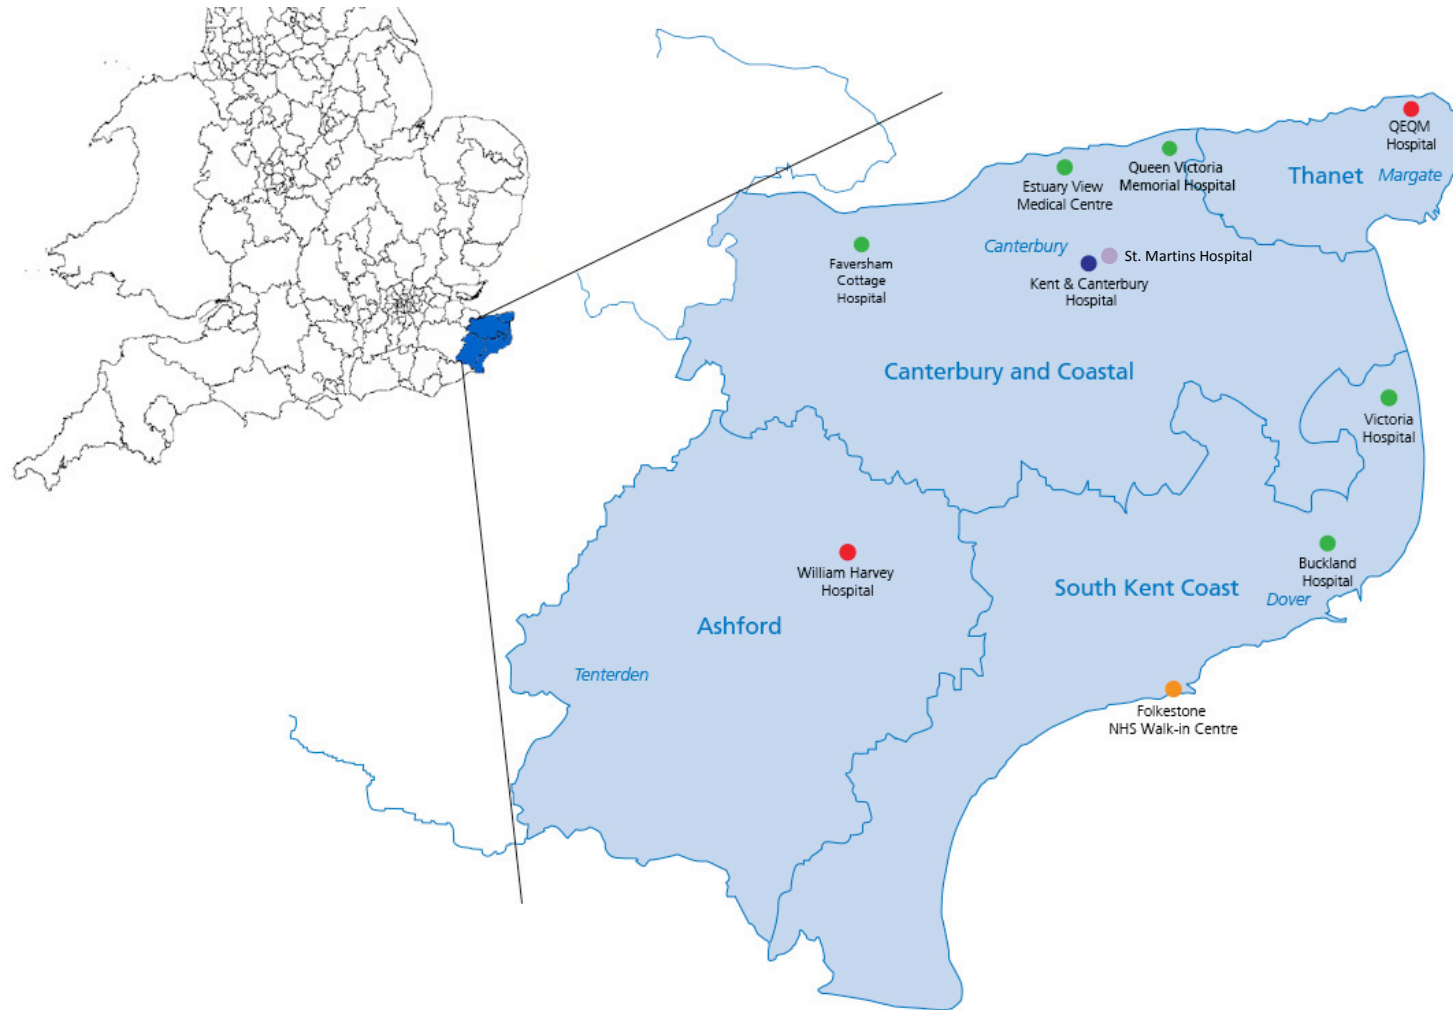 QEQM
Hospital
Thanet
Margate
Queen Victoria
Memorial Hospital
Estuary View
Medical Centre
Canterbury
St. Martins Hospital
Kent & Canterbury
Hospital
Faversham
Cottage
Hospital
Canterbury and Coastal
Victoria
Hospital
William Harvey
Hospital
Buckland
Hospital
South Kent Coast
Dover
Ashford
Tenterden
Folkestone
NHS Walk-in Centre